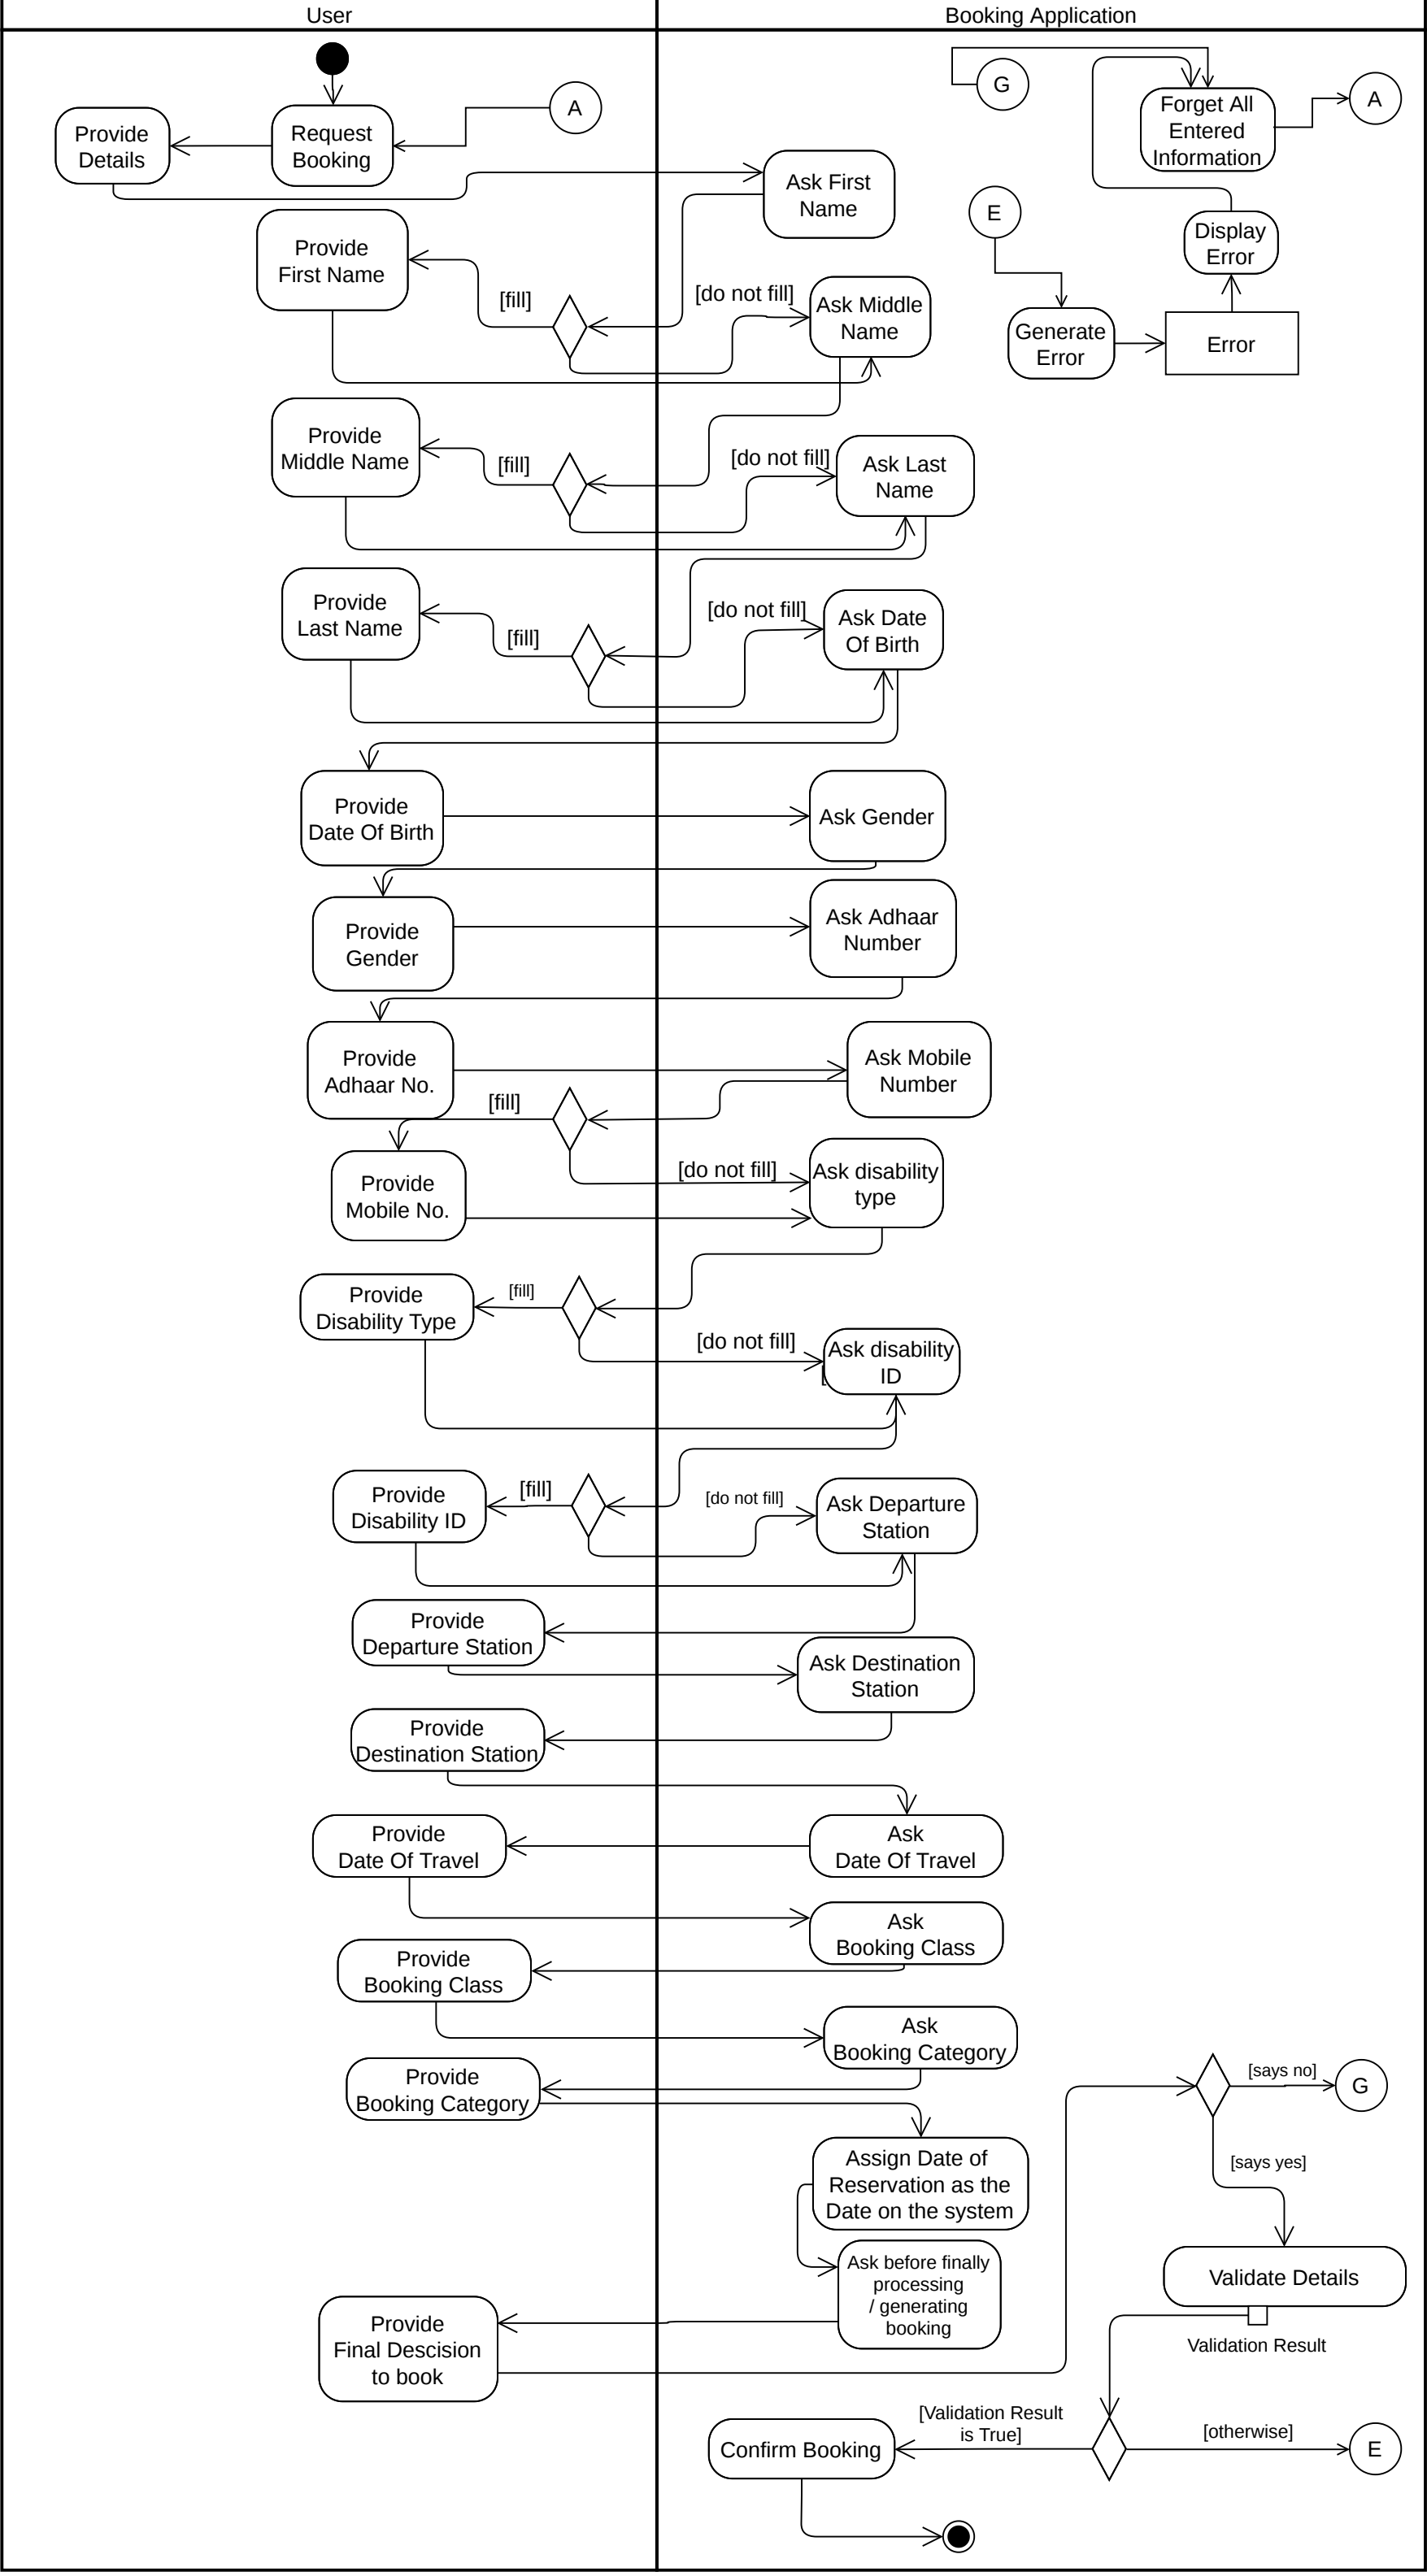 User
Booking Application
G
A
Forget All
Entered
Information
A
Provide
Details
Request
Booking
Ask First
Name
E
Display
Error
Provide
First Name
[fill]
[do not fill]
Ask Middle
Name
Generate
Error
Error
Provide
Middle Name
[fill]
[do not fill]
Ask Last
Name
Provide
Last Name
[fill]
[do not fill]
Ask Date
Of Birth
Provide
Date Of Birth
Ask Gender
Provide
Gender
Ask Adhaar
Number
Provide
Adhaar No.
Ask Mobile
Number
[fill]
Provide
Mobile No.
[do not fill]
Ask disability
type
Provide
Disability Type
[fill]
[do not fill]
Ask disability
ID
[
Provide
Disability ID
[fill]
[do not fill]
Ask Departure
Station
Provide
Departure Station
Ask Destination
Station
Provide
Destination Station
Provide
Date Of Travel
Ask
Date Of Travel
Ask
Booking Class
Provide
Booking Class
Ask
Booking Category
Provide
Booking Category
[says no]
G
Assign Date of
Reservation as the
Date on the system
[says yes]
Ask before finally
processing
/ generating
booking
Validate Details
Validation Result
Provide
Final Descision
to book
[Validation Result
is True]
[otherwise]
Confirm Booking
E